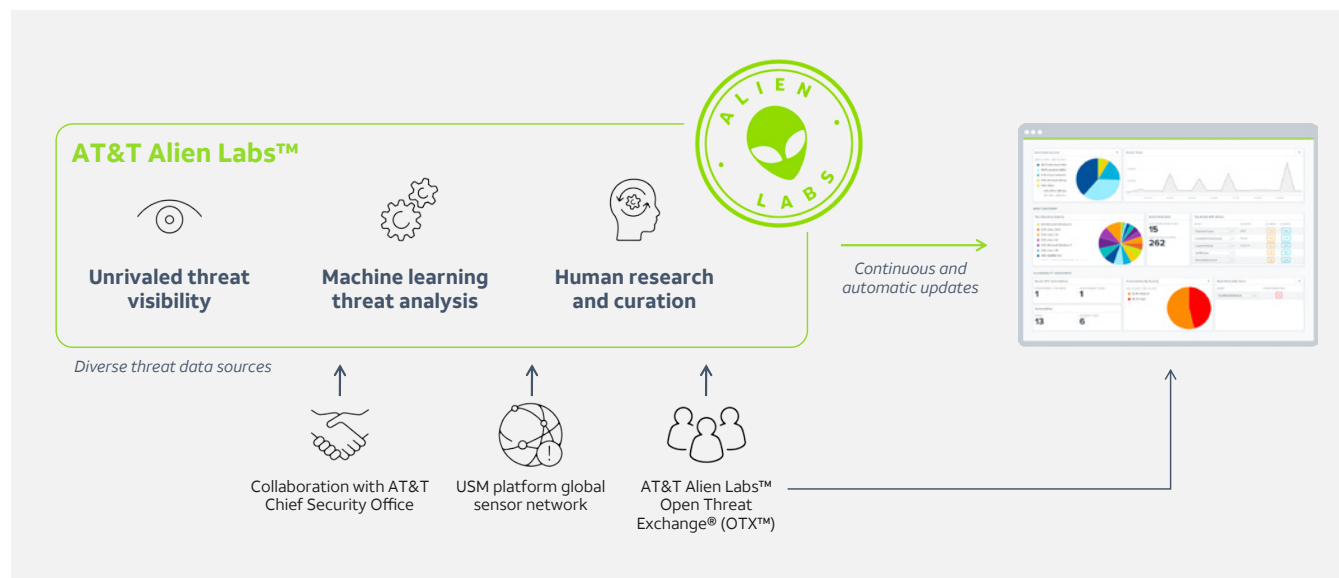 ALIEN
LABS
AT&T Alien Labs™
Unrivaled threat
visibility
Machine learning
threat analysis
Human research
and curation
Continuous and
automatic updates
Diverse threat data sources
Collaboration with AT&T
Chief Security Office
USM platform global
sensor network
AT&T Alien Labs™
Open Threat
Exchange® (OTX™)
15
262
1
1
13
6